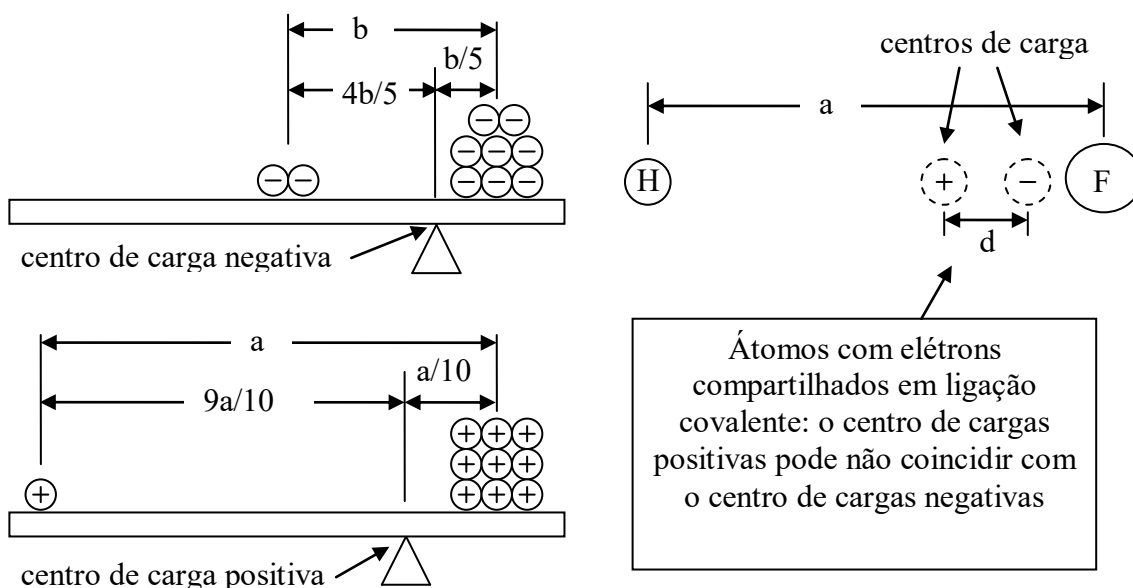 b
b/5
4b/5
− −
− −
− − −
− − −
centro de carga negativa
a
a/10
9a/10
+
+ + +
+ + +
+ + +
centro de carga positiva
centros de carga
a
H
+
−
F
d
Átomos com elétrons
compartilhados em ligação
covalente: o centro de cargas
positivas pode não coincidir com
o centro de cargas negativas